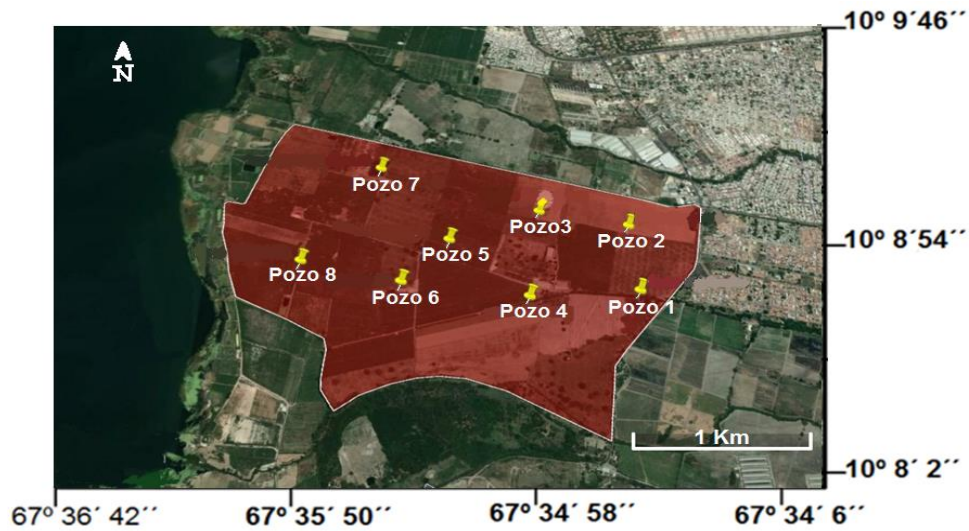 10º 9´46´´
N
Pozo 7
Pozo3
Pozo 2
10º 8´54´´
Pozo 5
Pozo 8
Pozo 6
Pozo 4
Pozo 1
1 Km
10º 8´ 2´´
67º 36´ 42´´
67º 35´ 50´´
67º 34´ 58´´
67º 34´ 6´´